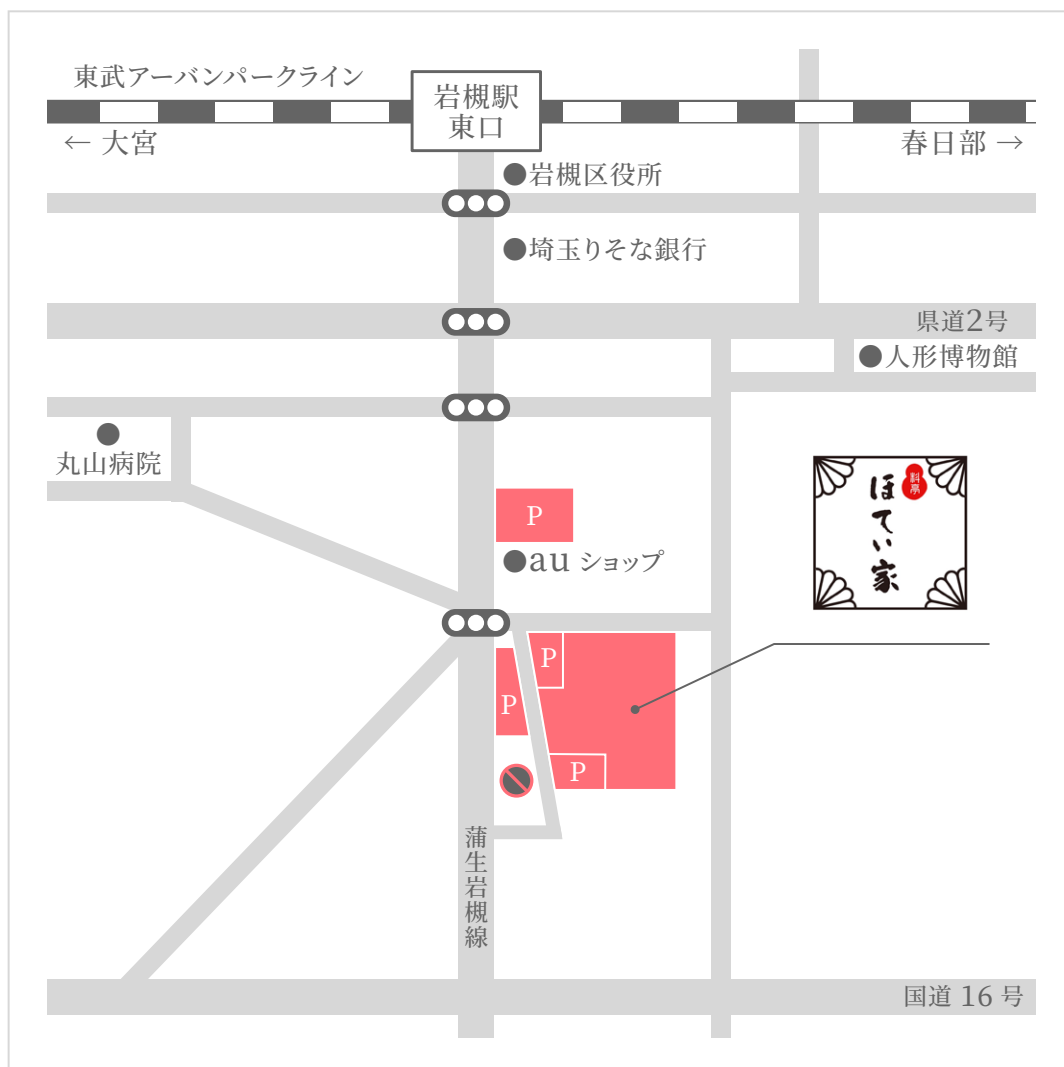 東武アーバンパークライン
岩槻駅
東口
← 大宮
春日部 →
●岩槻区役所
●埼玉りそな銀行
県道2号
●人形博物館
●
丸山病院
料亭
ほてい家
P
●au ショップ
P
P
P
蒲生岩槻線
国道 16 号